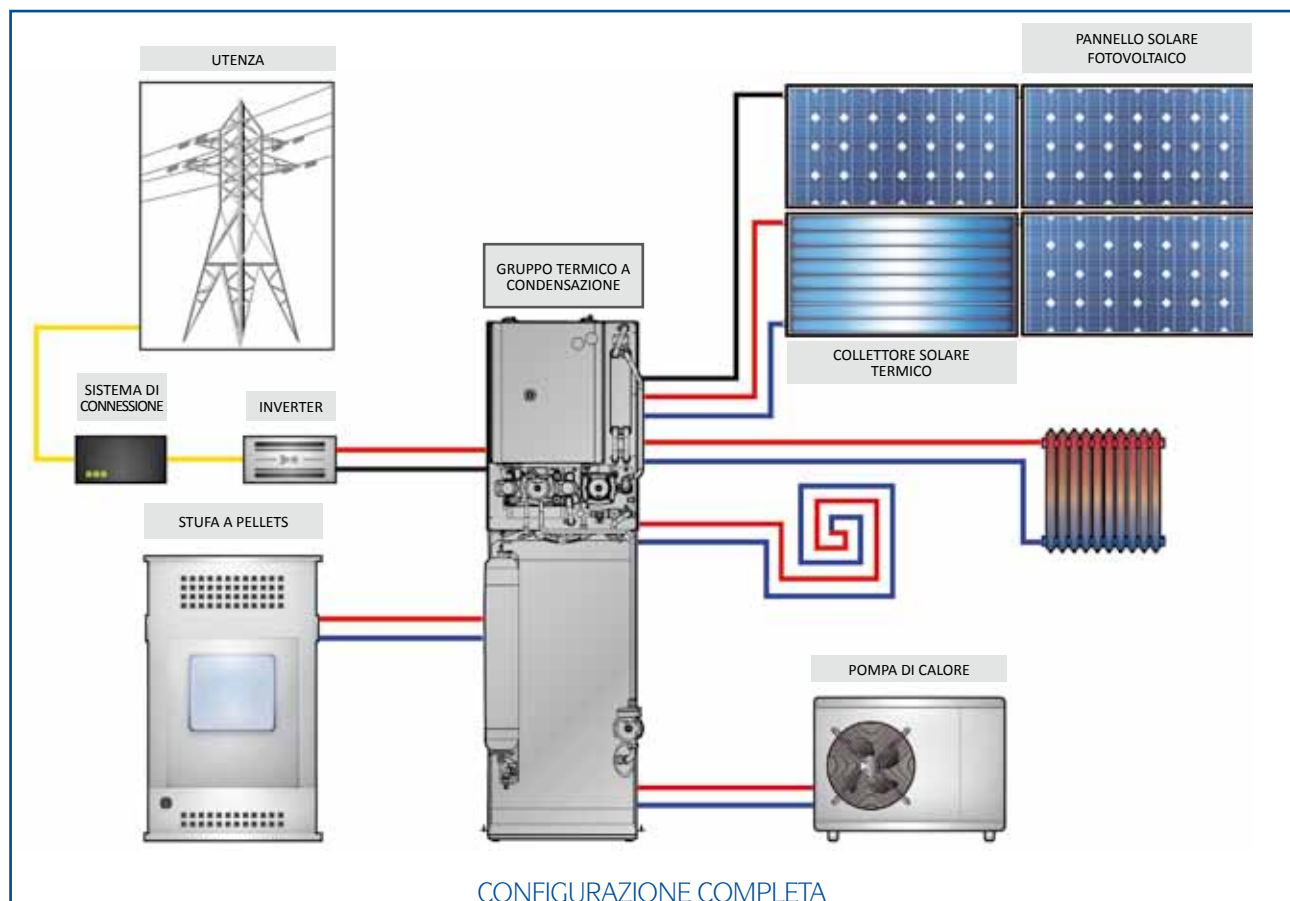 UTENZA
PANNELLO SOLARE
FOTOVOLTAICO
GRUPPO TERMICO A
CONDENSAZIONE
COLLETTORE SOLARE
TERMICO
SISTEMA DI
CONNESSIONE
INVERTER
STUFA A PELLETS
POMPA DI CALORE
CONFIGURAZIONE COMPLETA